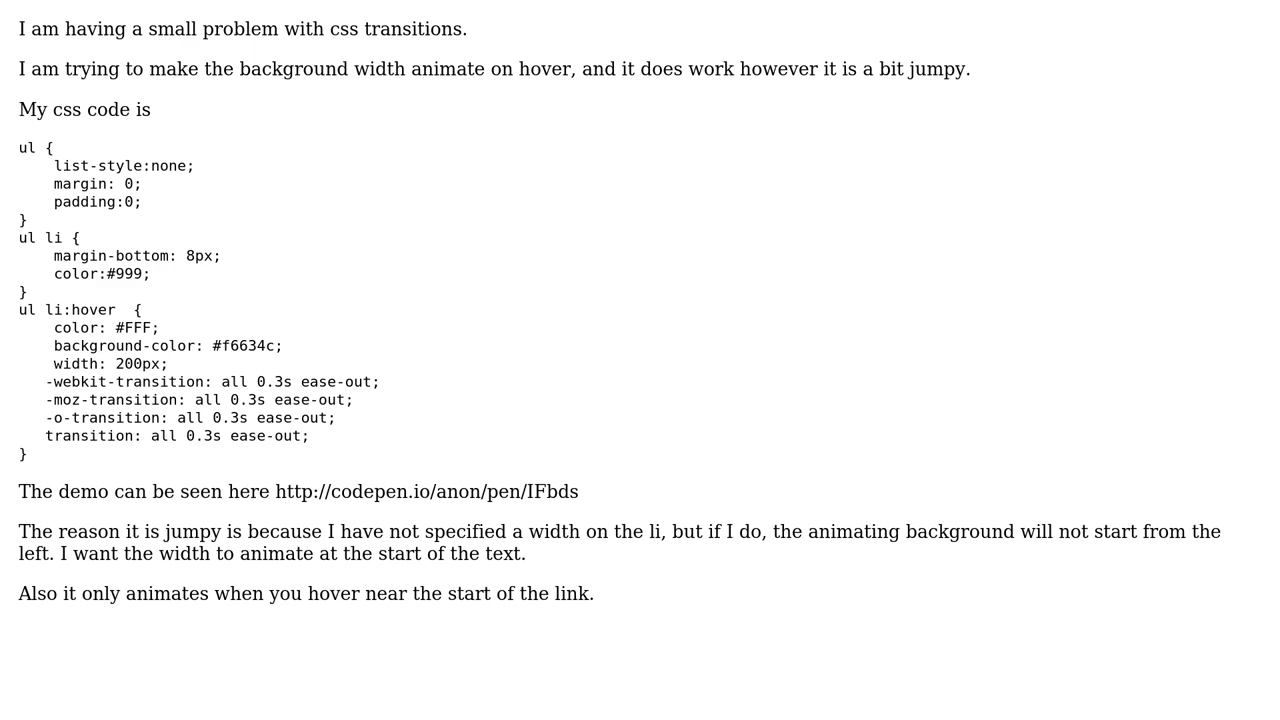 I am having a small problem with css transitions.
I am trying to make the background width animate on hover, and it does work however it is a bit jumpy.
My css code is
ul {
    list-style:none;
    margin: 0;
    padding:0;
}
ul li {
    margin-bottom: 8px;
    color:#999;
}
ul li:hover  {
    color: #FFF;
    background-color: #f6634c;
    width: 200px;
   -webkit-transition: all 0.3s ease-out;
   -moz-transition: all 0.3s ease-out;
   -o-transition: all 0.3s ease-out;
   transition: all 0.3s ease-out;
}
The demo can be seen here http://codepen.io/anon/pen/IFbds
The reason it is jumpy is because I have not specified a width on the li, but if I do, the animating background will not start from the
left. I want the width to animate at the start of the text.
Also it only animates when you hover near the start of the link.